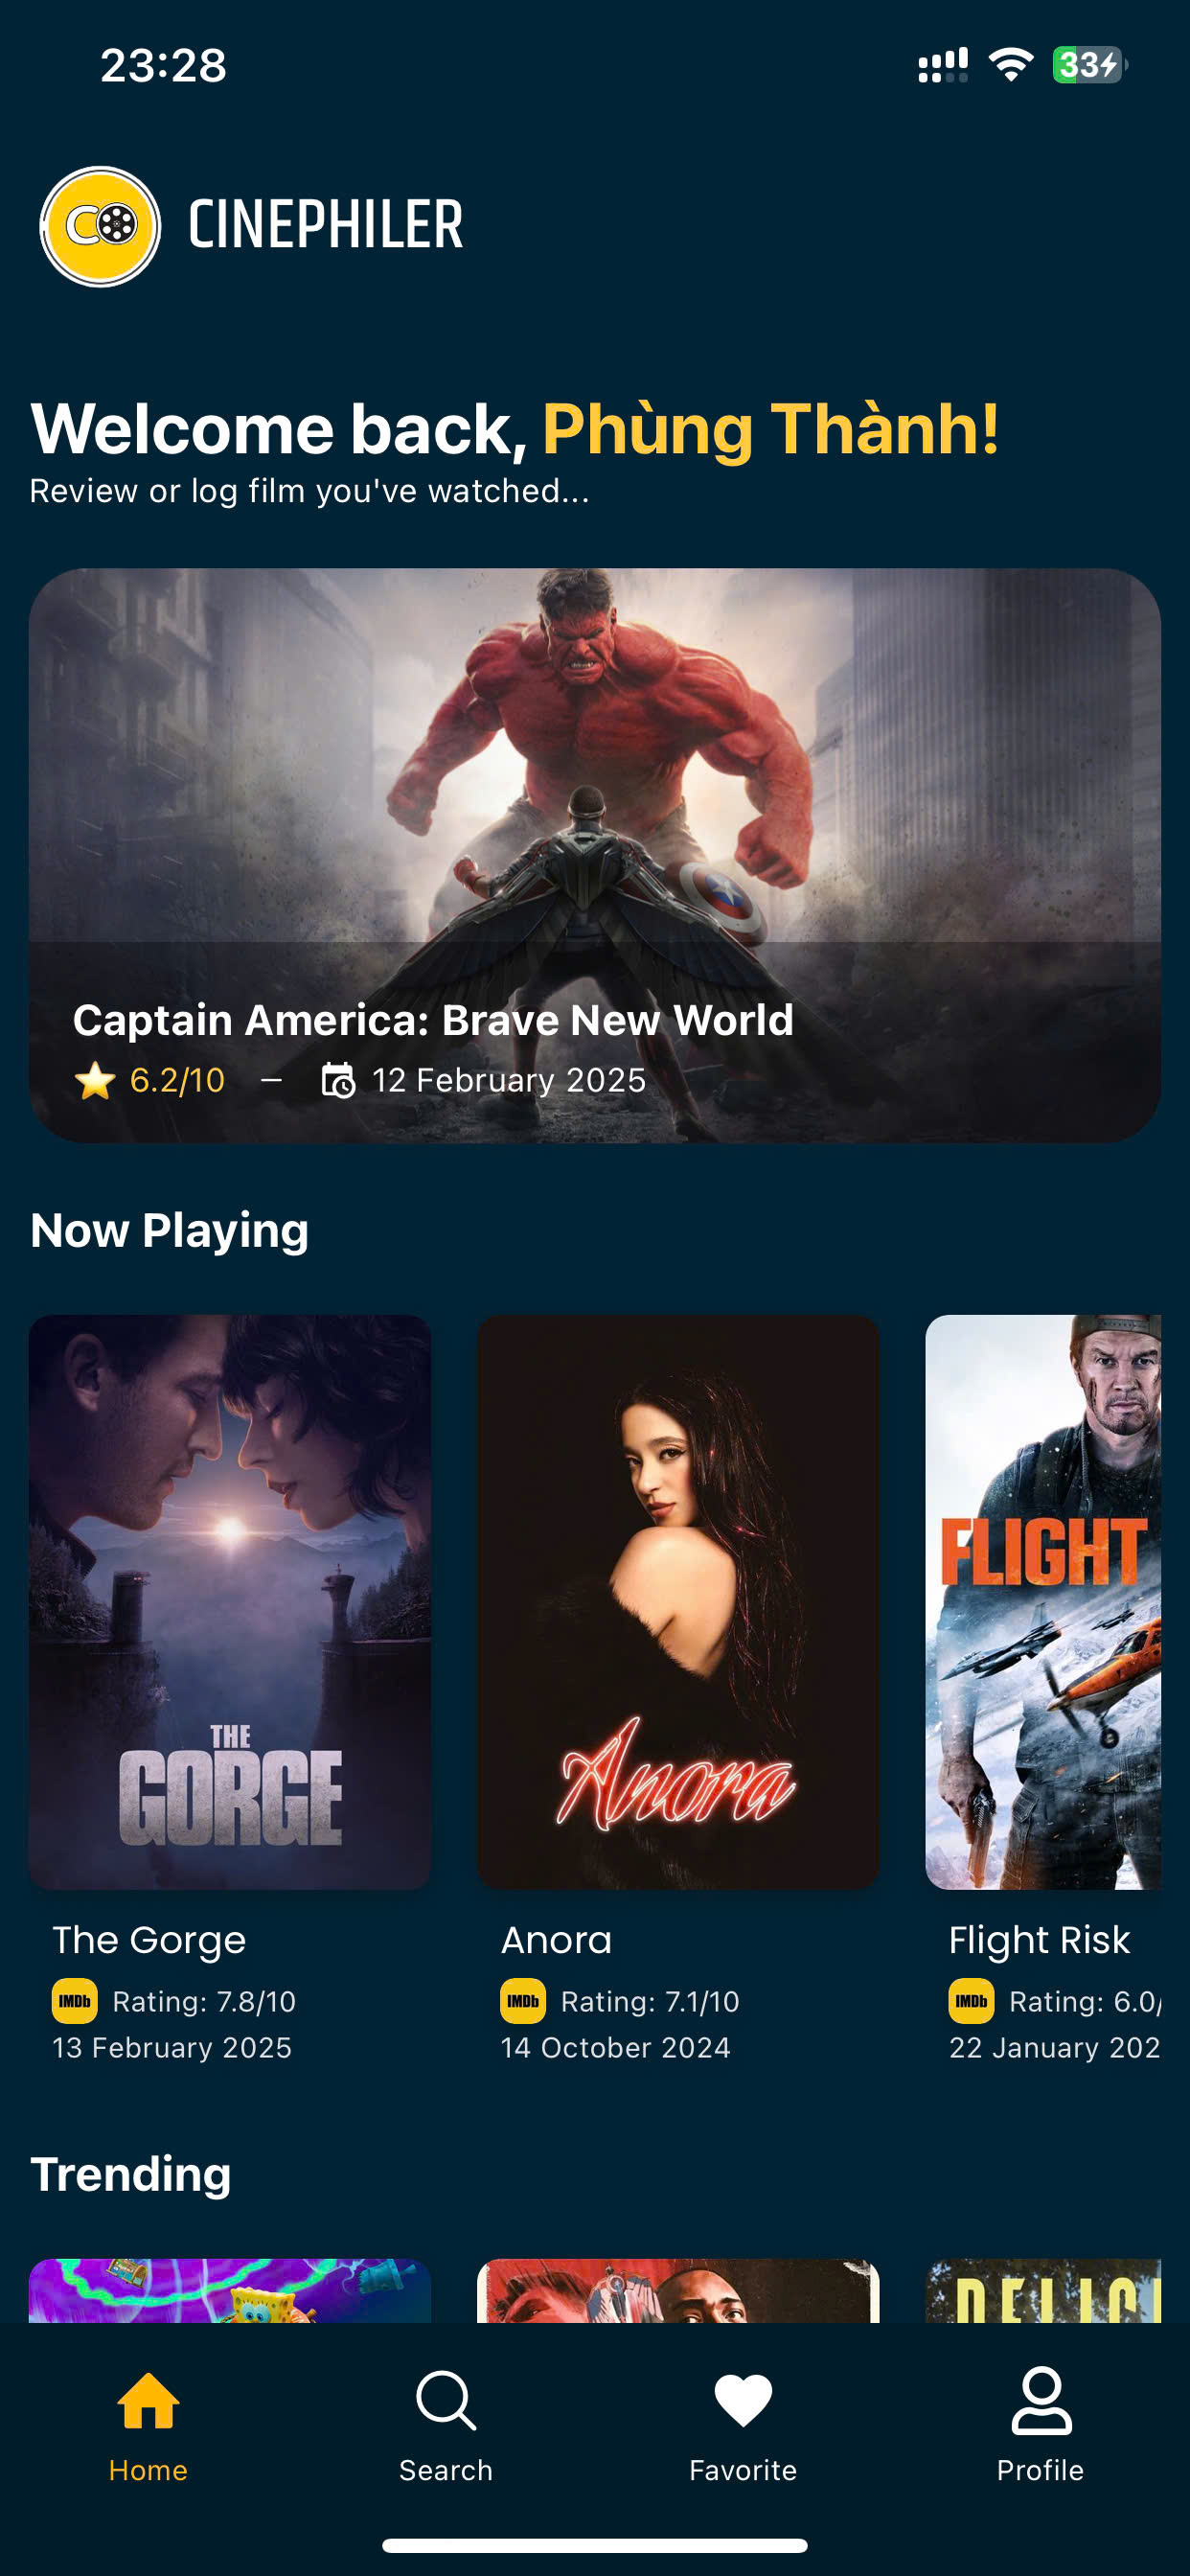 23:28
33
CINEPHILER
Welcome back, Phùng Thành!
Review or log film you've watched...
Captain America: Brave New World
6.2/10 – 12 February 2025
Now Playing
THE
GORGE
Anora
FLIGHT
The Gorge
IMDb Rating: 7.8/10
13 February 2025
Anora
IMDb Rating: 7.1/10
14 October 2024
Flight Risk
IMDb Rating: 6.0/
22 January 202
Trending
DELICI
Home
Search
Favorite
Profile